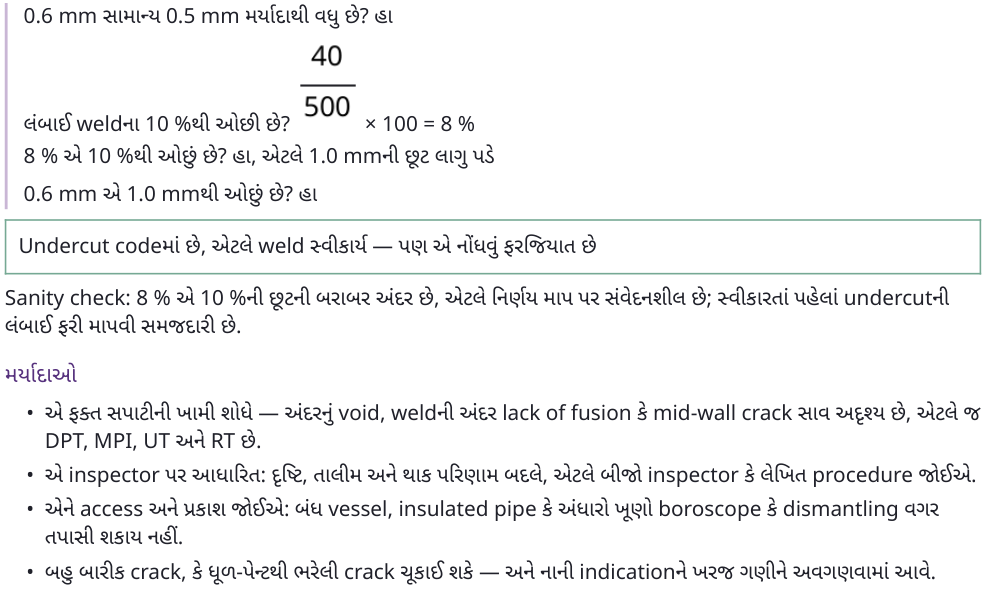 0.6 mm સામાન્ય 0.5 mm મર્યાદાથી વધુ છે? હા
લંબાઈ weldના 10 %થી ઓછી છે? 40/500 × 100 = 8 %
8 % એ 10 %થી ઓછું છે? હા, એટલે 1.0 mmની છૂટ લાગુ પડે
0.6 mm એ 1.0 mmથી ઓછું છે? હા
Undercut codeમાં છે, એટલે weld સ્વીકાર્ય — પણ એ નોંધવું ફરજિયાત છે
Sanity check: 8 % એ 10 %ની છૂટની બરાબર અંદર છે, એટલે નિર્ણય માપ પર સંવેદનશીલ છે; સ્વીકારતાં પહેલાં undercutની
લંબાઈ ફરી માપવી સમજદારી છે.
મર્યાદાઓ
• એ ફક્ત સપાટીની ખામી શોધે — અંદરનું void, weldની અંદર lack of fusion કે mid-wall crack સાવ અદૃશ્ય છે, એટલે જ
DPT, MPI, UT અને RT છે.
• એ inspector પર આધારિત: દૃષ્ટિ, તાલીમ અને થાક પરિણામ બદલે, એટલે બીજો inspector કે લેખિત procedure જોઈએ.
• એને access અને પ્રકાશ જોઈએ: બંધ vessel, insulated pipe કે અંધારો ખૂણો boroscope કે dismantling વગર
તપાસી શકાય નહીં.
• બહુ બારીક crack, કે ધૂળ-પેન્ટથી ભરેલી crack ચૂકાઈ શકે — અને નાની indicationને ખરજ ગણીને અવગણવામાં આવે.